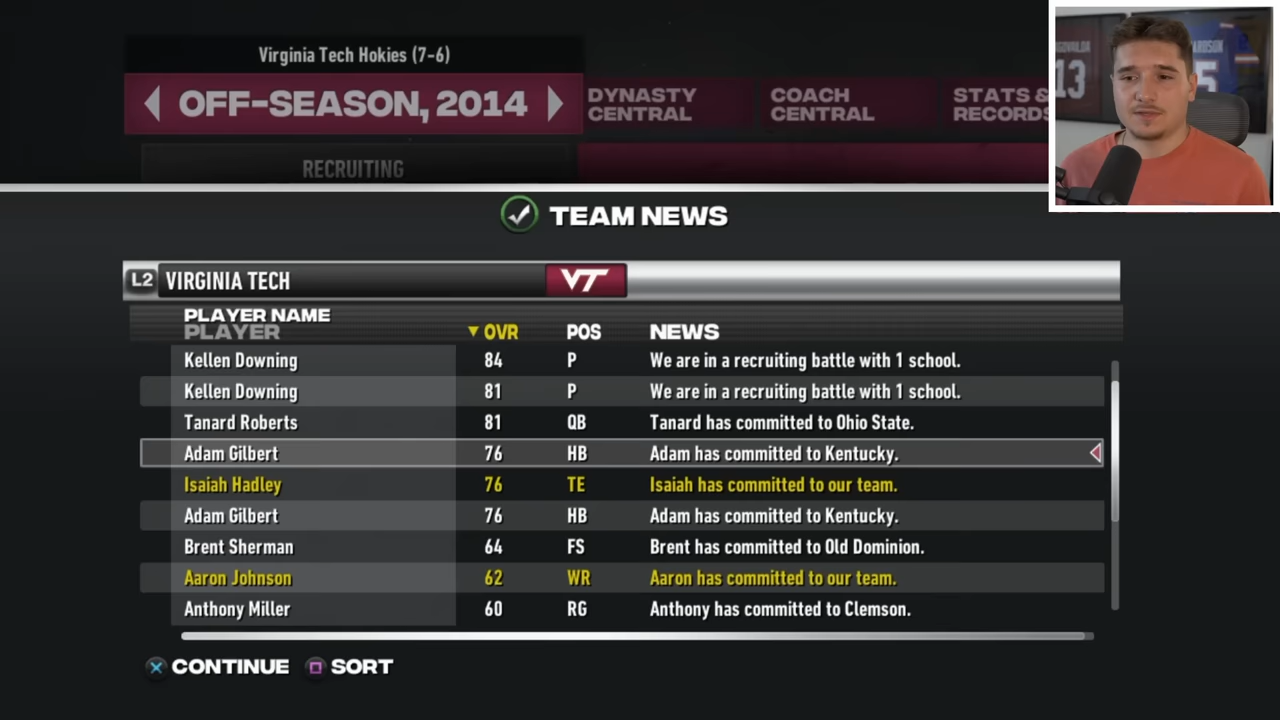 Virginia Tech Hokies (7-6)
OFF-SEASON, 2014
DYNASTY CENTRAL
COACH CENTRAL
STATS & RECORDS
RECRUITING
13
5
TEAM NEWS
L2 VIRGINIA TECH VT
PLAYER NAME
PLAYER OVR POS NEWS
Kellen Downing 84 P We are in a recruiting battle with 1 school.
Kellen Downing 81 P We are in a recruiting battle with 1 school.
Tanard Roberts 81 QB Tanard has committed to Ohio State.
Adam Gilbert 76 HB Adam has committed to Kentucky.
Isaiah Hadley 76 TE Isaiah has committed to our team.
Adam Gilbert 76 HB Adam has committed to Kentucky.
Brent Sherman 64 FS Brent has committed to Old Dominion.
Aaron Johnson 62 WR Aaron has committed to our team.
Anthony Miller 60 RG Anthony has committed to Clemson.
CONTINUE SORT